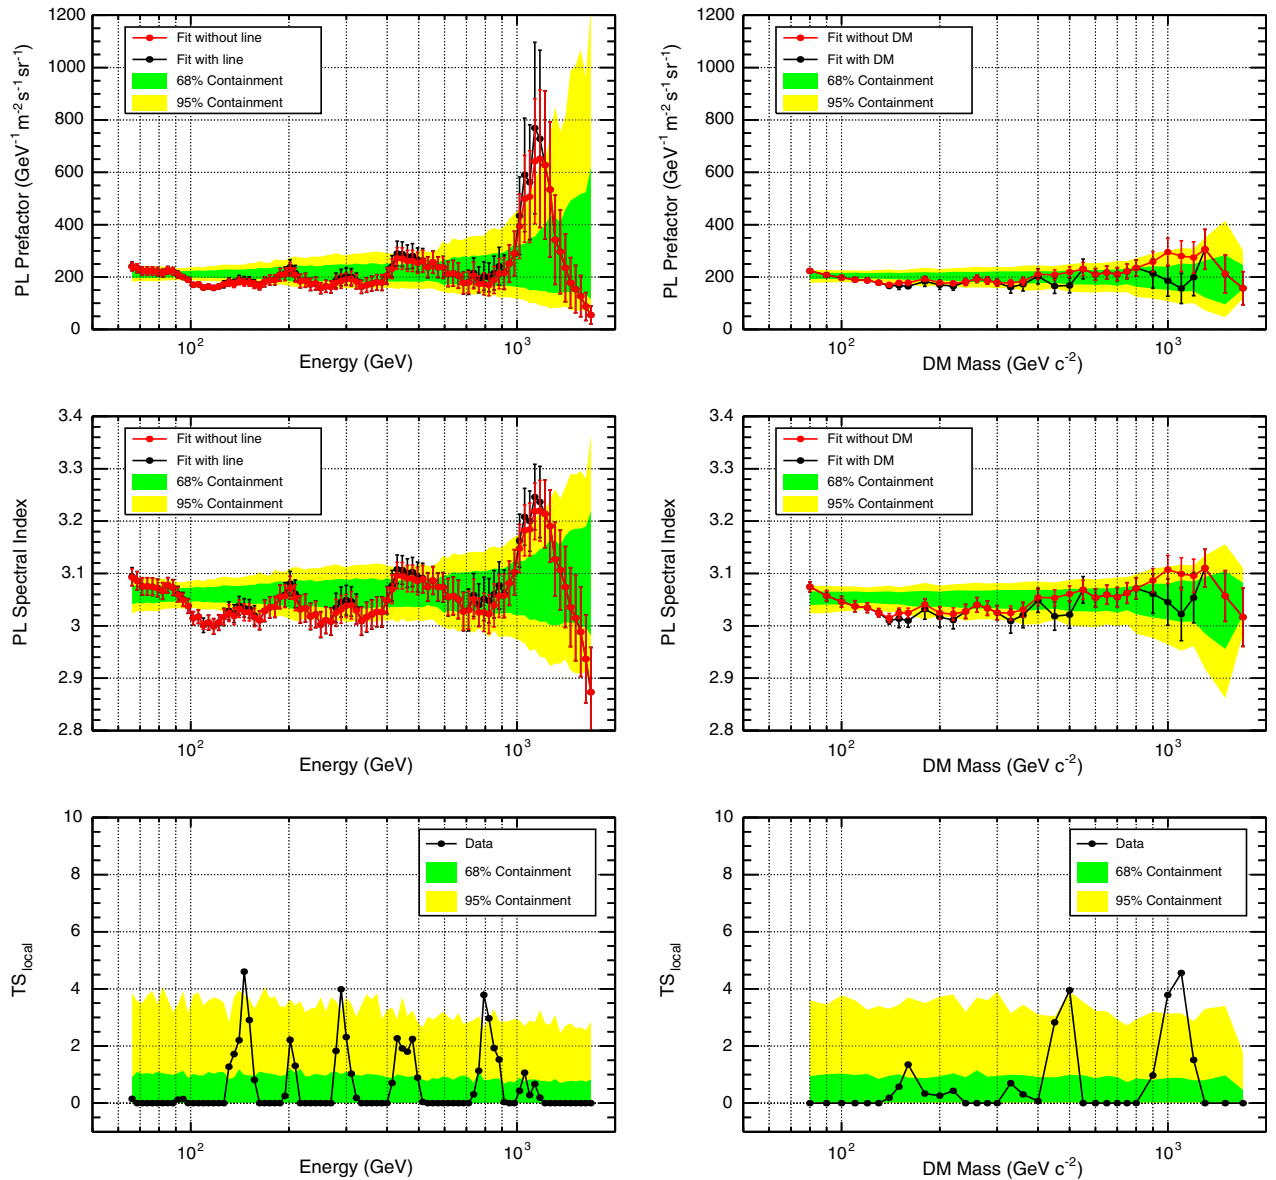 PL Prefactor (GeV⁻¹ m⁻² s⁻¹ sr⁻¹)
1200
1000
800
600
400
200
0
Fit without line
Fit with line
68% Containment
95% Containment
10²
10³
Energy (GeV)
PL Prefactor (GeV⁻¹ m⁻² s⁻¹ sr⁻¹)
1200
1000
800
600
400
200
0
Fit without DM
Fit with DM
68% Containment
95% Containment
10²
10³
DM Mass (GeV c⁻²)
PL Spectral Index
3.4
3.3
3.2
3.1
3
2.9
2.8
Fit without line
Fit with line
68% Containment
95% Containment
10²
10³
Energy (GeV)
PL Spectral Index
3.4
3.3
3.2
3.1
3
2.9
2.8
Fit without DM
Fit with DM
68% Containment
95% Containment
10²
10³
DM Mass (GeV c⁻²)
TS local
10
8
6
4
2
0
Data
68% Containment
95% Containment
10²
10³
Energy (GeV)
TS local
10
8
6
4
2
0
Data
68% Containment
95% Containment
10²
10³
DM Mass (GeV c⁻²)